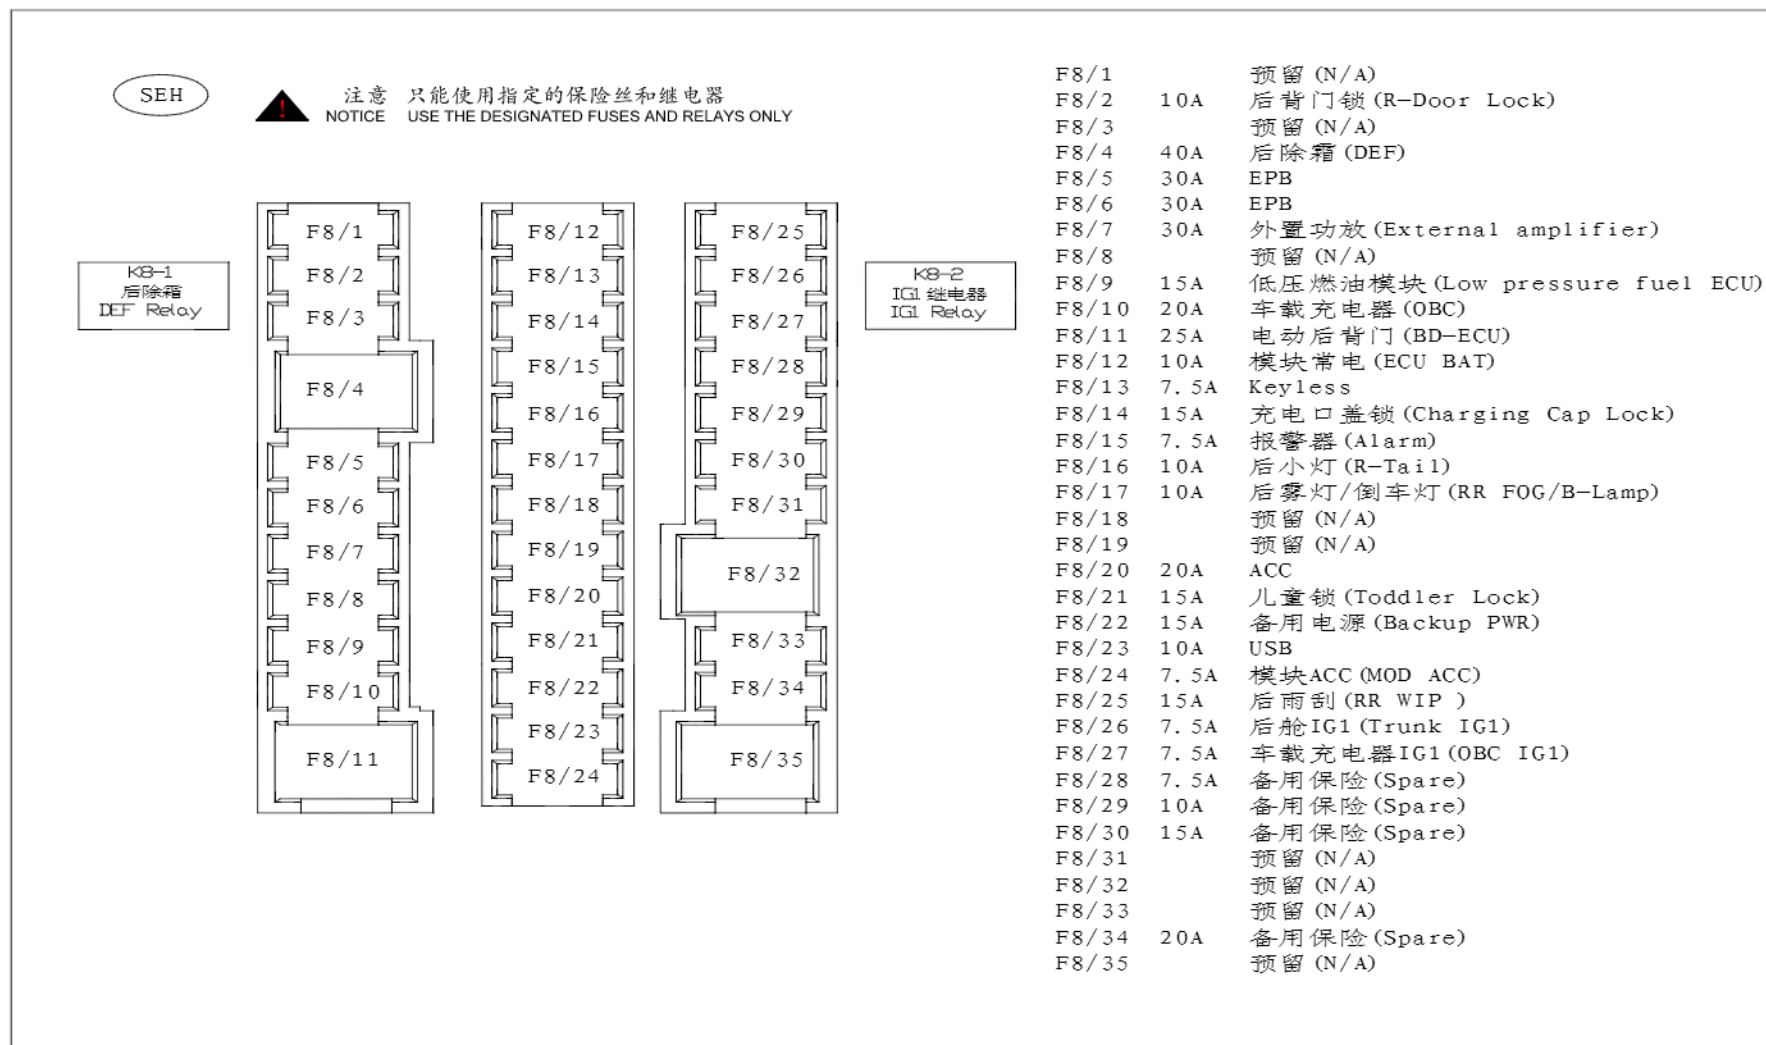 SEH
注意 只能使用指定的保险丝和继电器
NOTICE USE THE DESIGNATED FUSES AND RELAYS ONLY
K8-1
后除霜
DEF Relay
F8/1
F8/2
F8/3
F8/4
F8/5
F8/6
F8/7
F8/8
F8/9
F8/10
F8/11
F8/12
F8/13
F8/14
F8/15
F8/16
F8/17
F8/18
F8/19
F8/20
F8/21
F8/22
F8/23
F8/24
F8/25
F8/26
F8/27
F8/28
F8/29
F8/30
F8/31
F8/32
F8/33
F8/34
F8/35
K8-2
IG1 继电器
IG1 Relay
F8/1 预留(N/A)
F8/2 10A 后背门锁(R-Door Lock)
F8/3 预留(N/A)
F8/4 40A 后除霜(DEF)
F8/5 30A EPB
F8/6 30A EPB
F8/7 30A 外置功放(External amplifier)
F8/8 预留(N/A)
F8/9 15A 低压燃油模块(Low pressure fuel ECU)
F8/10 20A 车载充电器(OBC)
F8/11 25A 电动后背门(BD-ECU)
F8/12 10A 模块常电(ECU BAT)
F8/13 7.5A Keyless
F8/14 15A 充电口盖锁(Charging Cap Lock)
F8/15 7.5A 报警器(Alarm)
F8/16 10A 后小灯(R-Tail)
F8/17 10A 后雾灯/倒车灯(RR FOG/B-Lamp)
F8/18 预留(N/A)
F8/19 预留(N/A)
F8/20 20A ACC
F8/21 15A 儿童锁(Toddler Lock)
F8/22 15A 备用电源(Backup PWR)
F8/23 10A USB
F8/24 7.5A 模块ACC(MOD ACC)
F8/25 15A 后雨刮(RR WIP )
F8/26 7.5A 后舱IG1(Trunk IG1)
F8/27 7.5A 车载充电器IG1(OBC IG1)
F8/28 7.5A 备用保险(Spare)
F8/29 10A 备用保险(Spare)
F8/30 15A 备用保险(Spare)
F8/31 预留(N/A)
F8/32 预留(N/A)
F8/33 预留(N/A)
F8/34 20A 备用保险(Spare)
F8/35 预留(N/A)